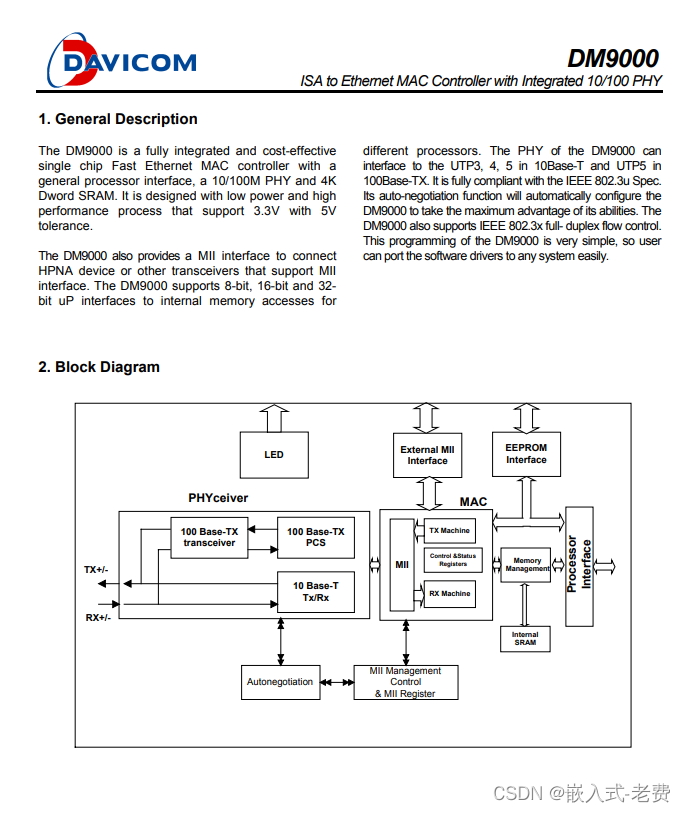 DAVICOM
DM9000
ISA to Ethernet MAC Controller with Integrated 10/100 PHY
1. General Description
The DM9000 is a fully integrated and cost-effective
single chip Fast Ethernet MAC controller with a
general processor interface, a 10/100M PHY and 4K
Dword SRAM. It is designed with low power and high
performance process that support 3.3V with 5V
tolerance.
The DM9000 also provides a MII interface to connect
HPNA device or other transceivers that support MII
interface. The DM9000 supports 8-bit, 16-bit and 32-
bit uP interfaces to internal memory accesses for
different processors. The PHY of the DM9000 can
interface to the UTP3, 4, 5 in 10Base-T and UTP5 in
100Base-TX. It is fully compliant with the IEEE 802.3u Spec.
Its auto-negotiation function will automatically configure the
DM9000 to take the maximum advantage of its abilities. The
DM9000 also supports IEEE 802.3x full- duplex flow control.
This programming of the DM9000 is very simple, so user
can port the software drivers to any system easily.
2. Block Diagram
LED
External MII
Interface
EEPROM
Interface
PHYceiver
MAC
100 Base-TX
transceiver
100 Base-TX
PCS
10 Base-T
Tx/Rx
TX+/-
RX+/-
MII
TX Machine
Control &Status
Registers
RX Machine
Memory
Management
Internal
SRAM
Processor
Interface
Autonegotiation
MII Management
Control
& MII Register
CSDN @嵌入式-老费